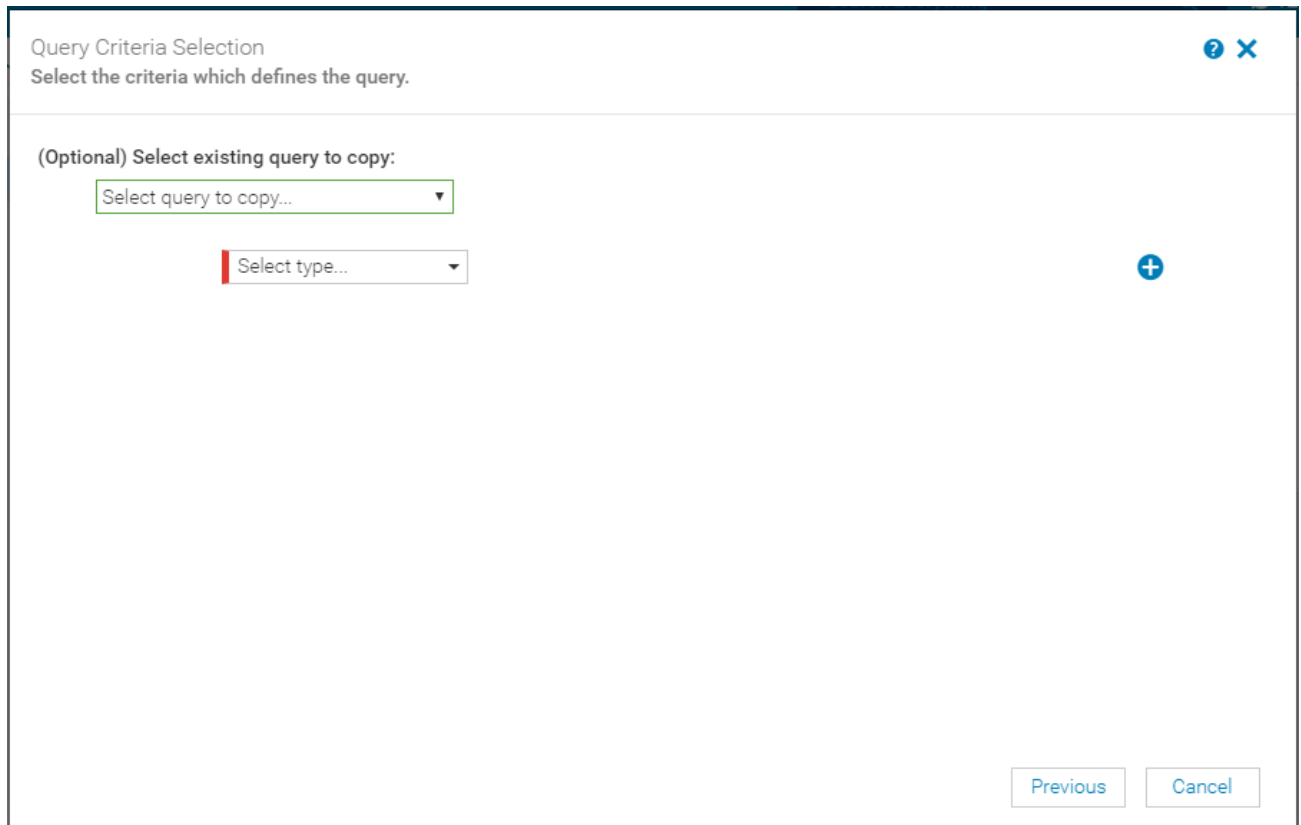 Query Criteria Selection
Select the criteria which defines the query.
(Optional) Select existing query to copy:
Select query to copy...
Select type...
Previous Cancel